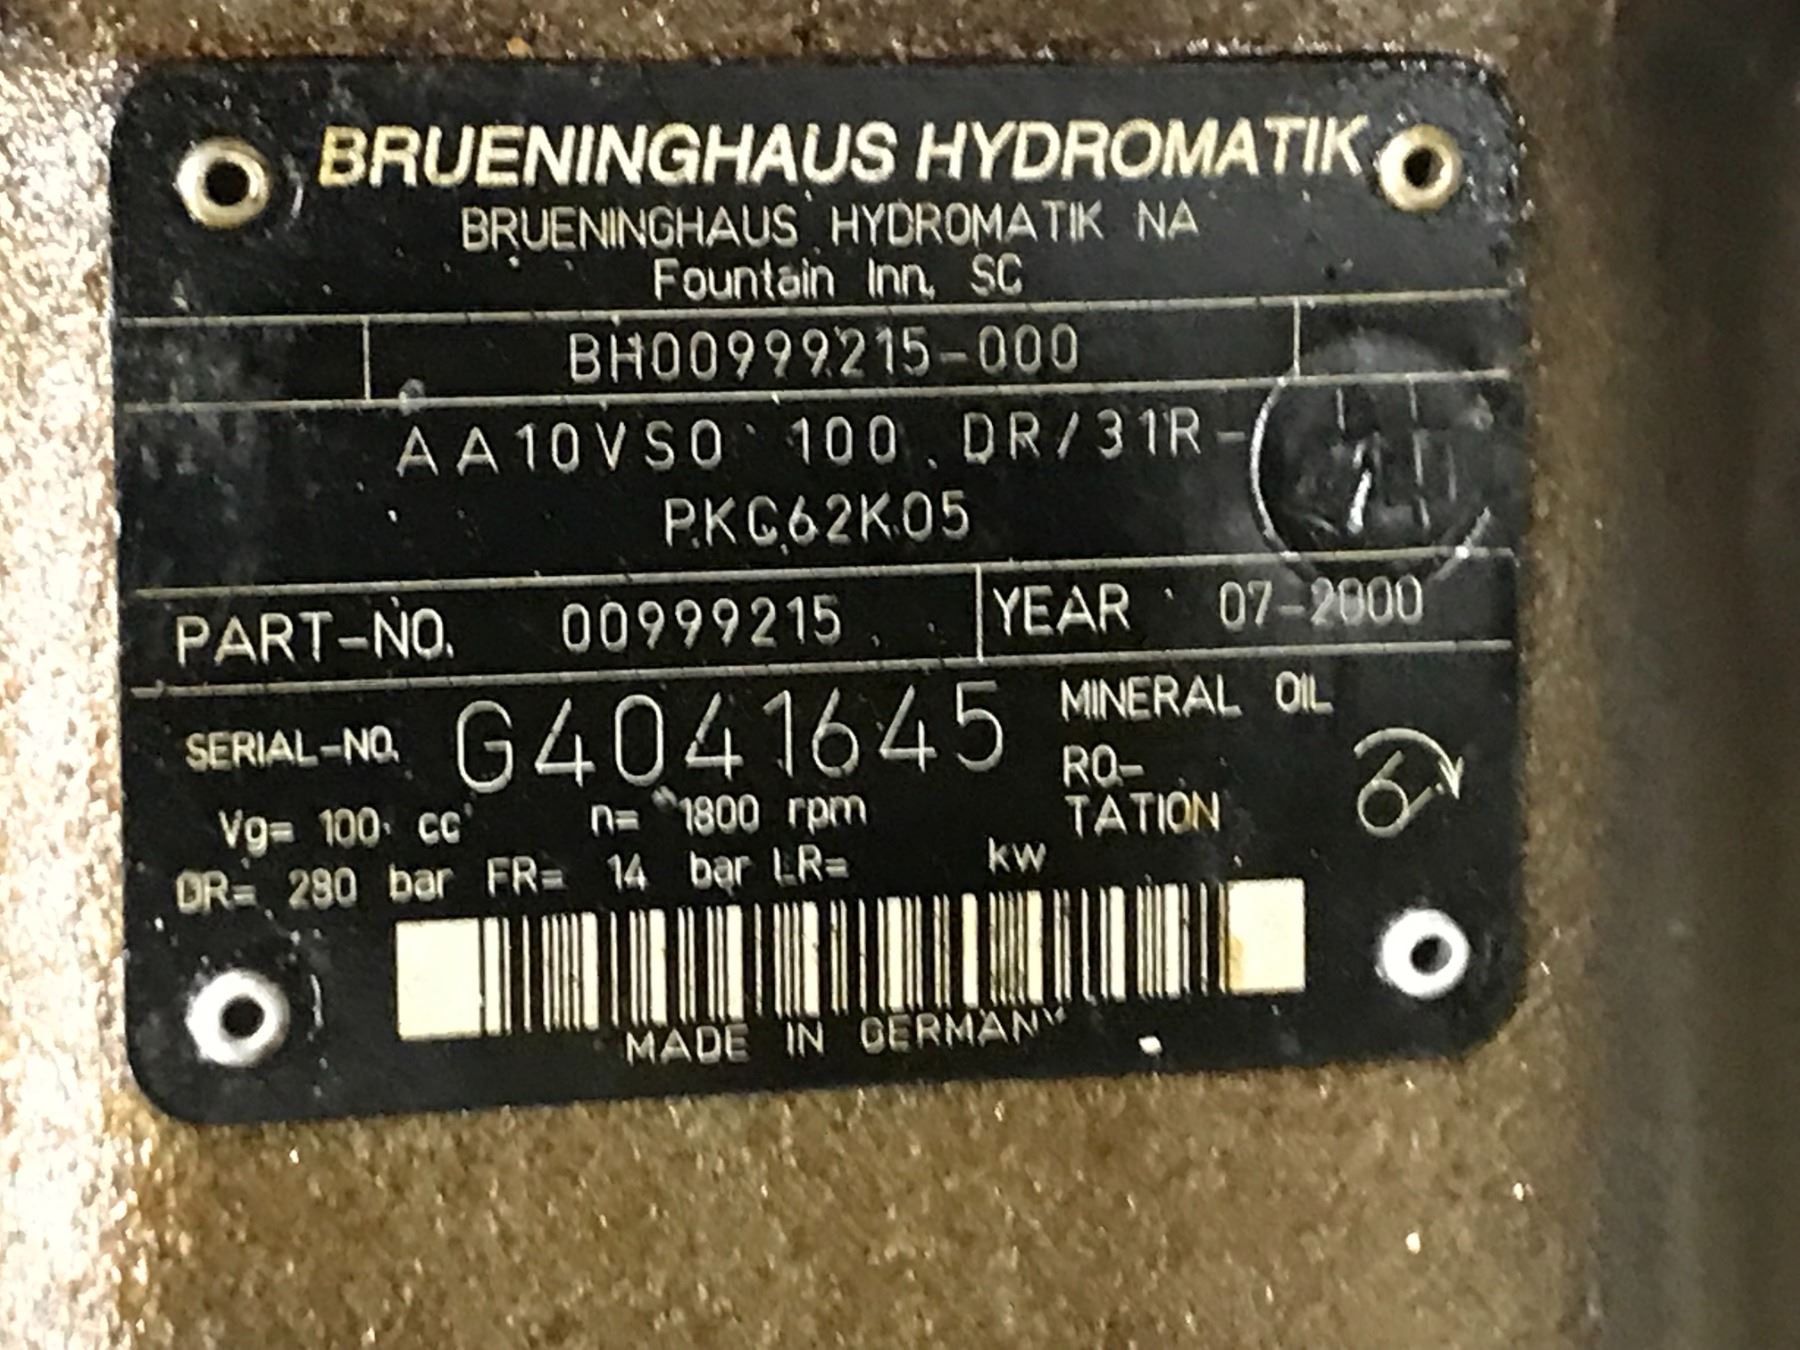 BRUENINGHAUS HYDROMATIK
BRUENINGHAUS HYDROMATIK NA
Fountain Inn, SC
BH00999215-000
AA10VSO 100 DR/31R-
PKC62K05
PART-NO. 00999215 YEAR 07-2000
SERIAL-NO. G4041645 MINERAL OIL
RO-
TATION
Vg= 100 cc n= 1800 rpm
DR= 280 bar FR= 14 bar LR= kw
MADE IN GERMANY